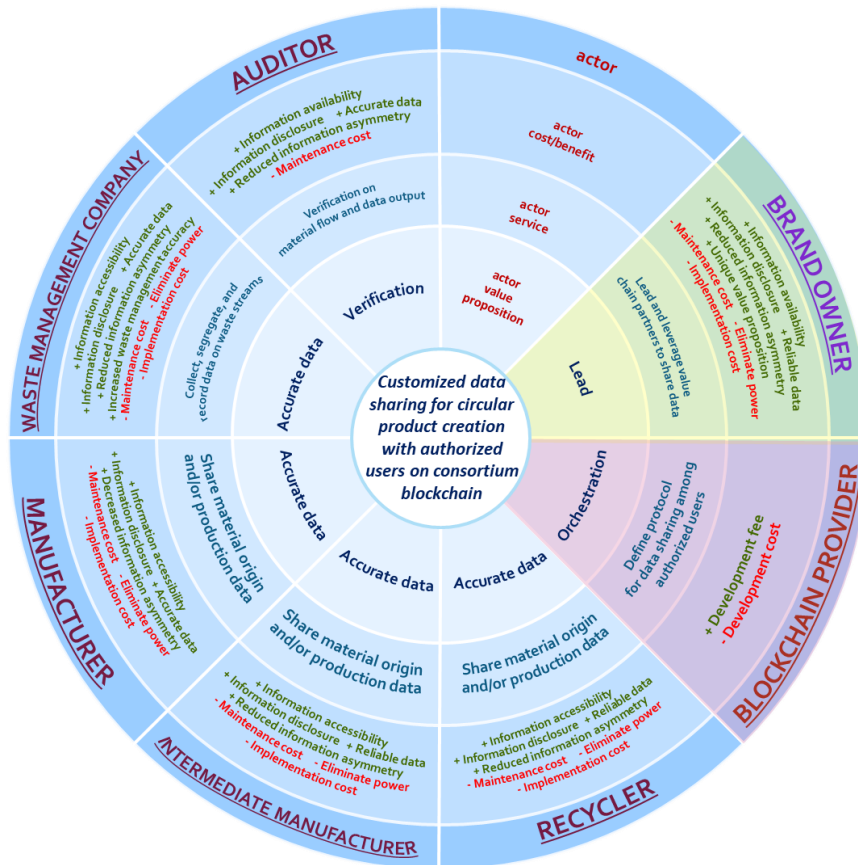 Customized data
sharing for circular
product creation
with authorized
users on consortium
blockchain
actor
actor
cost/benefit
actor
service
actor
value
proposition
BRAND OWNER
+ Information availability
+ Information disclosure + Reliable data
+ Reduced information asymmetry
+ Unique value proposition
- Maintenance cost - Eliminate power
- Implementation cost
Lead and leverage value
chain partners to share data
Lead
BLOCKCHAIN PROVIDER
+ Development fee
- Development cost
Define protocol
for data sharing among
authorized users
Orchestration
RECYCLER
+ Information accessibility
+ Information disclosure + Reliable data
+ Reduced information asymmetry
- Maintenance cost - Eliminate power
- Implementation cost
Share material origin
and/or production data
Accurate data
INTERMEDIATE MANUFACTURER
+ Information accessibility
+ Information disclosure + Reliable data
+ Reduced information asymmetry
- Maintenance cost - Eliminate power
- Implementation cost
Share material origin
and/or production data
Accurate data
MANUFACTURER
+ Information accessibility
+ Information disclosure + Accurate data
+ Decreased information asymmetry
- Maintenance cost - Eliminate power
- Implementation cost
Share material origin
and/or production data
Accurate data
WASTE MANAGEMENT COMPANY
+ Information accessibility
+ Information disclosure + Accurate data
+ Reduced information asymmetry
+ Increased waste management accuracy
- Maintenance cost - Eliminate power
- Implementation cost
Collect, segregate, and
record data on waste streams
Accurate data
AUDITOR
+ Information availability
+ Information disclosure + Accurate data
+ Reduced information asymmetry
- Maintenance cost
Verification on
material flow and data output
Verification